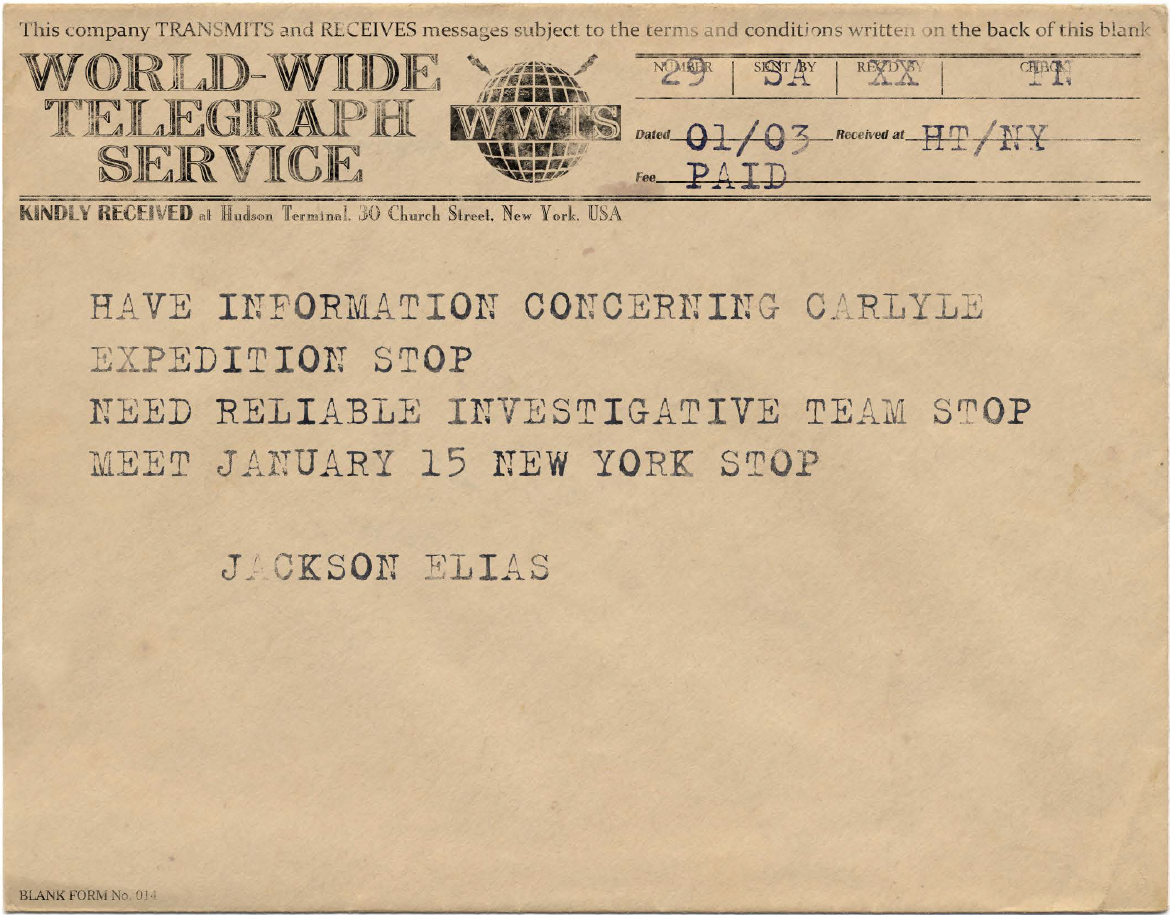 This company TRANSMITS and RECEIVES messages subject to the terms and conditions written on the back of this blank
WORLD-WIDE
TELEGRAPH
SERVICE
WWTS
NUMBER SENT BY REC'D BY CHECK
29 SA XX TN
Dated 01/03 Received at HT/NY
Fee PAID
KINDLY RECEIVED at Hudson Terminal, 30 Church Street, New York, USA
HAVE INFORMATION CONCERNING CARLYLE
EXPEDITION STOP
NEED RELIABLE INVESTIGATIVE TEAM STOP
MEET JANUARY 15 NEW YORK STOP
JACKSON ELIAS
BLANK FORM No. 014